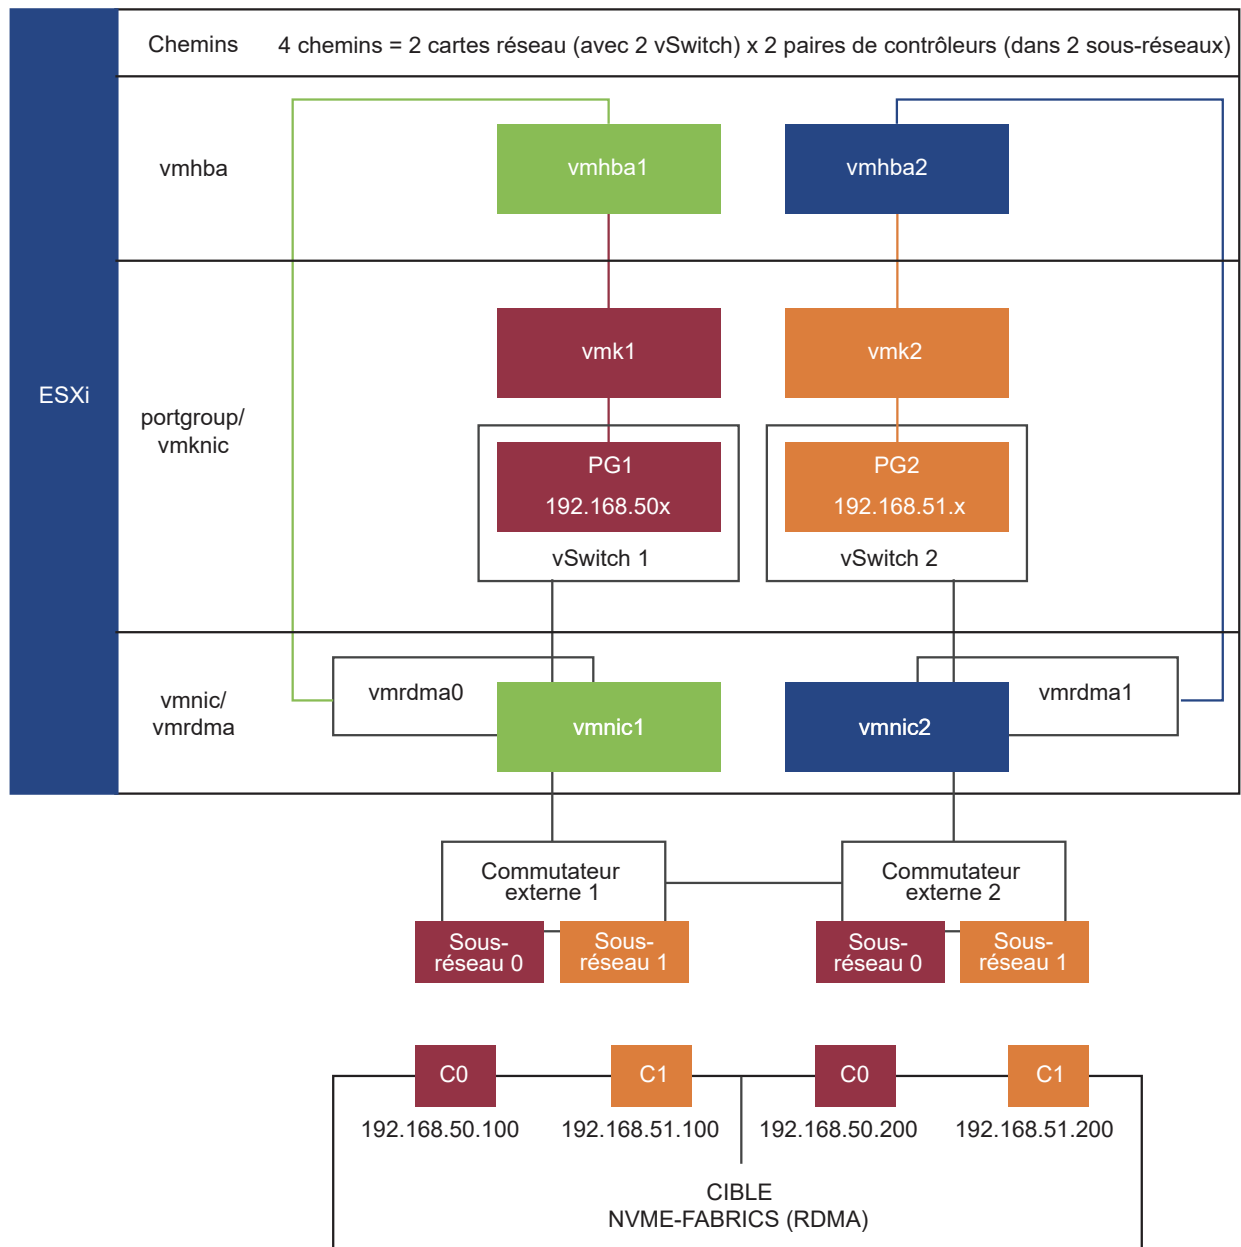 Chemins
4 chemins = 2 cartes réseau (avec 2 vSwitch) x 2 paires de contrôleurs (dans 2 sous-réseaux)
vmhba
vmhba1
vmhba2
ESXi
portgroup/
vmknic
vmk1
vmk2
PG1
192.168.50x
PG2
192.168.51.x
vSwitch 1
vSwitch 2
vmnic/
vmrdma
vmrdma0
vmnic1
vmnic2
vmrdma1
Commutateur
externe 1
Commutateur
externe 2
Sous-
réseau 0
Sous-
réseau 1
Sous-
réseau 0
Sous-
réseau 1
C0
C1
C0
C1
192.168.50.100
192.168.51.100
192.168.50.200
192.168.51.200
CIBLE
NVME-FABRICS (RDMA)